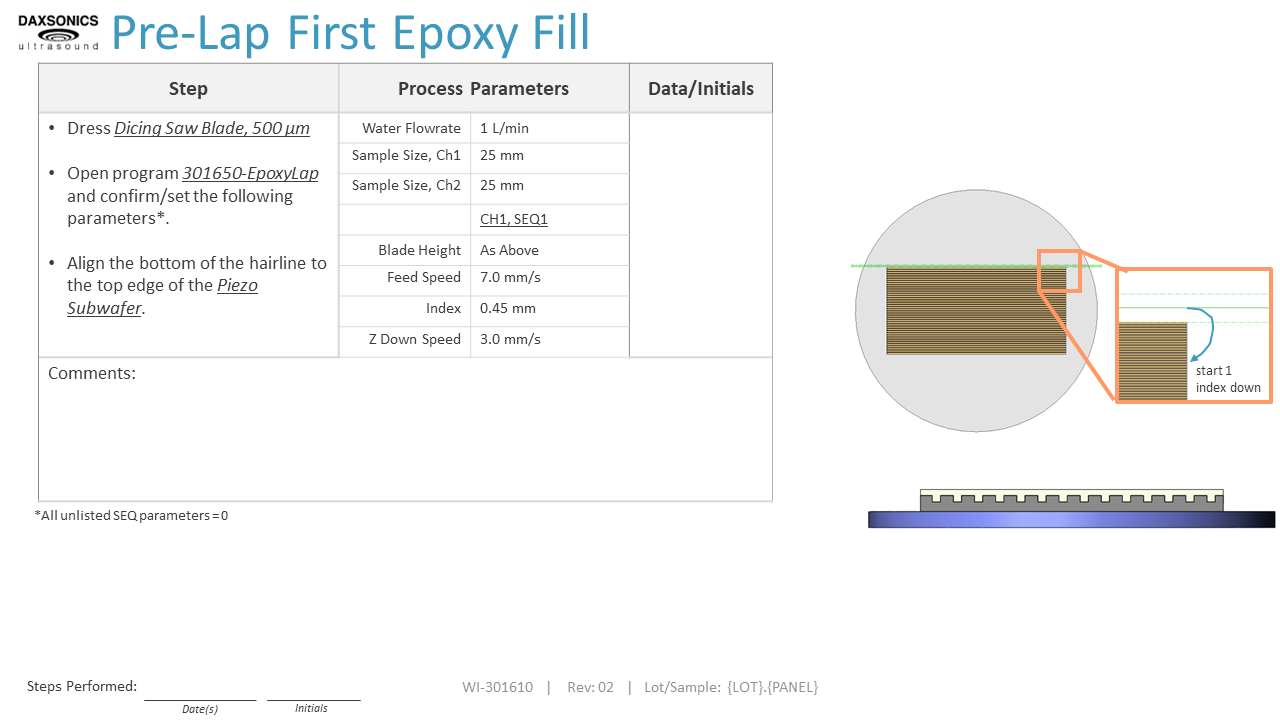 DAXSONICS
ultrasound
Pre-Lap First Epoxy Fill
Step
Process Parameters
Data/Initials
• Dress Dicing Saw Blade, 500 µm
• Open program 301650-EpoxyLap
and confirm/set the following
parameters*.
• Align the bottom of the hairline to
the top edge of the Piezo
Subwafer.
Water Flowrate 1 L/min
Sample Size, Ch1 25 mm
Sample Size, Ch2 25 mm
CH1, SEQ1
Blade Height As Above
Feed Speed 7.0 mm/s
Index 0.45 mm
Z Down Speed 3.0 mm/s
Comments:
*All unlisted SEQ parameters = 0
start 1
index down
Steps Performed:
Date(s) Initials
WI-301610 | Rev: 02 | Lot/Sample: {LOT}.{PANEL}